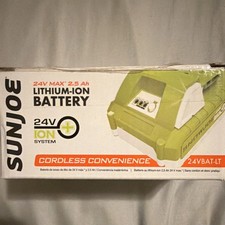 SUNJOE
24V MAX* 2.5 Ah
LITHIUM-ION
BATTERY
24V
ION+
SYSTEM
CORDLESS CONVENIENCE
24VBAT-LT